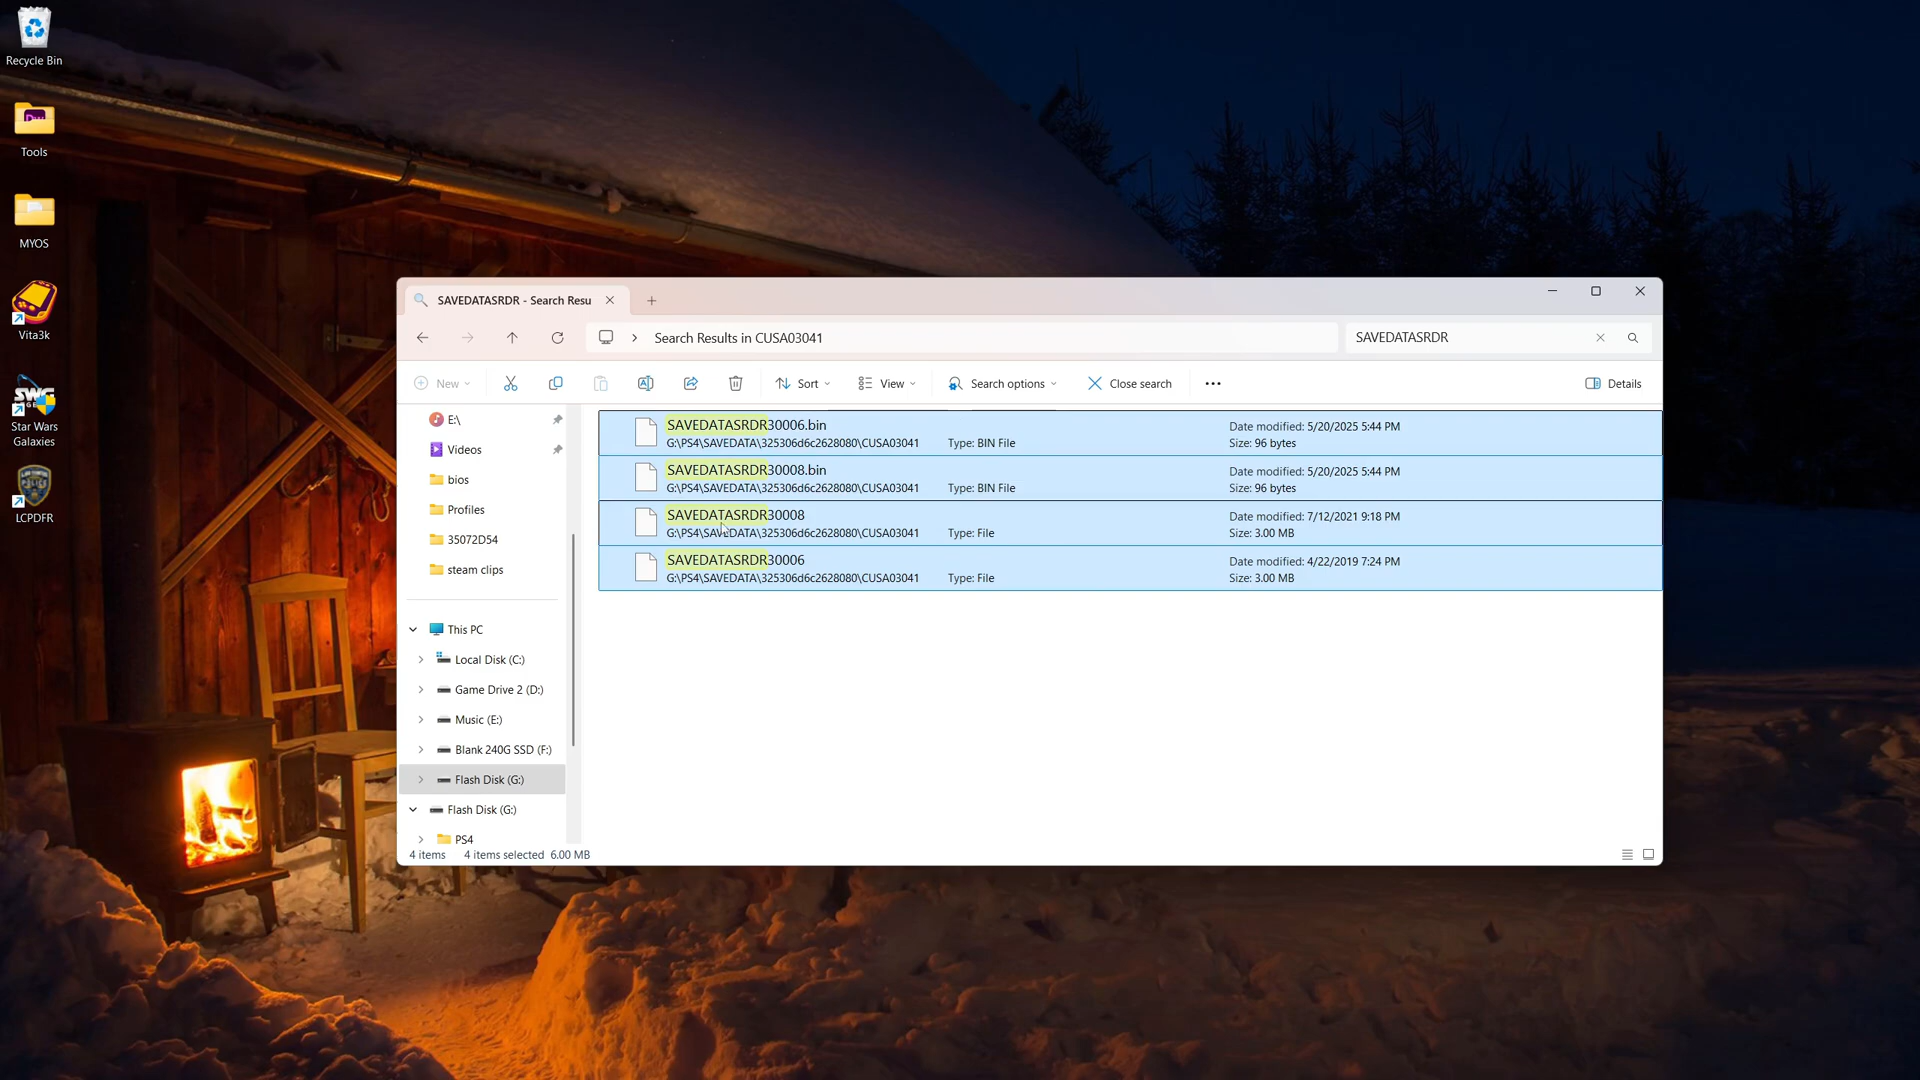 Recycle Bin
Tools
MYOS
Vita3k
Star Wars
Galaxies
LCPDFR
SAVEDATASRDR - Search Resu
Search Results in CUSA03041
SAVEDATASRDR
New
Sort
View
Search options
Close search
Details
E:\
Videos
bios
Profiles
35072D54
steam clips
This PC
Local Disk (C:)
Game Drive 2 (D:)
Music (E:)
Blank 240G SSD (F:)
Flash Disk (G:)
Flash Disk (G:)
PS4
SAVEDATASRDR30006.bin
G:\PS4\SAVEDATA\325306d6c2628080\CUSA03041 Type: BIN File
Date modified: 5/20/2025 5:44 PM
Size: 96 bytes
SAVEDATASRDR30008.bin
G:\PS4\SAVEDATA\325306d6c2628080\CUSA03041 Type: BIN File
Date modified: 5/20/2025 5:44 PM
Size: 96 bytes
SAVEDATASRDR30008
G:\PS4\SAVEDATA\325306d6c2628080\CUSA03041 Type: File
Date modified: 7/12/2021 9:18 PM
Size: 3.00 MB
SAVEDATASRDR30006
G:\PS4\SAVEDATA\325306d6c2628080\CUSA03041 Type: File
Date modified: 4/22/2019 7:24 PM
Size: 3.00 MB
4 items 4 items selected 6.00 MB